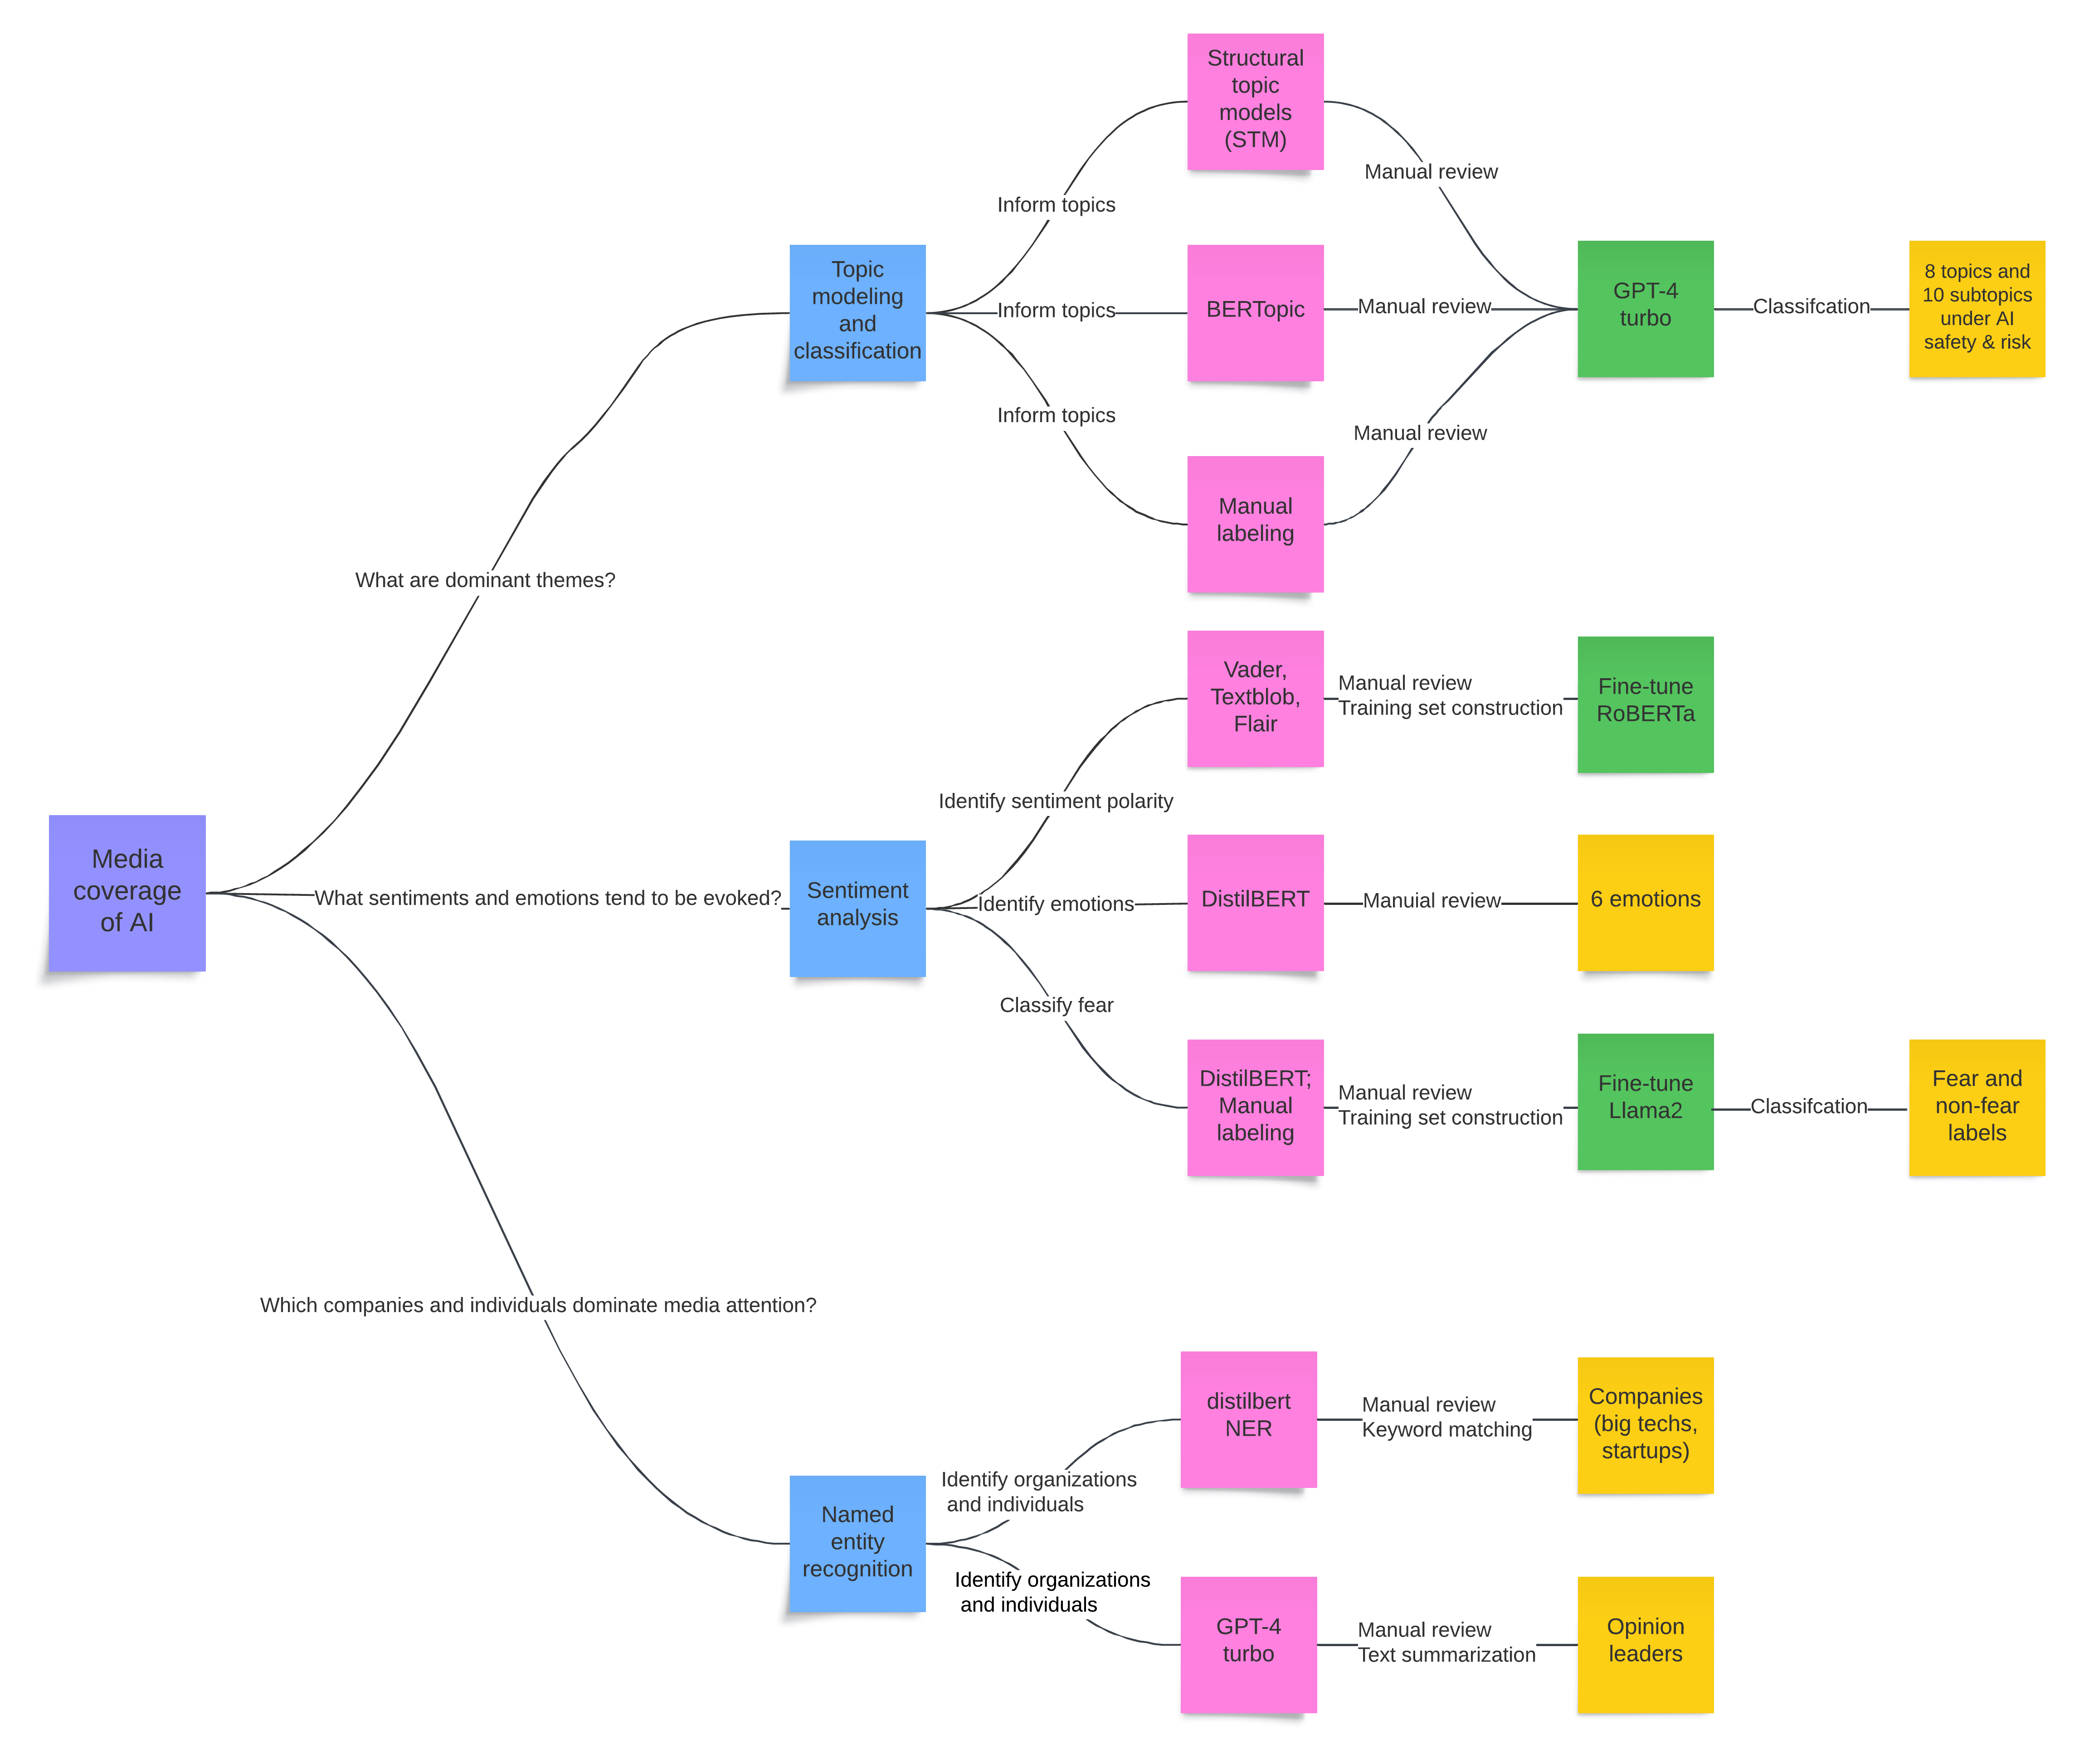 Structural
topic
models
(STM)
Manual review
Inform topics
Topic
modeling
and
classification
Inform topics
BERTopic
Manual review
GPT-4
turbo
Classifcation
8 topics and
10 subtopics
under AI
safety & risk
Inform topics
Manual review
Manual
labeling
What are dominant themes?
Vader,
Textblob,
Flair
Manual review
Training set construction
Fine-tune
RoBERTa
Identify sentiment polarity
Media
coverage
of AI
What sentiments and emotions tend to be evoked?
Sentiment
analysis
Identify emotions
DistilBERT
Manuial review
6 emotions
Classify fear
DistilBERT;
Manual
labeling
Manual review
Training set construction
Fine-tune
Llama2
Classifcation
Fear and
non-fear
labels
Which companies and individuals dominate media attention?
distilbert
NER
Manual review
Keyword matching
Companies
(big techs,
startups)
Identify organizations
and individuals
Named
entity
recognition
Identify organizations
and individuals
GPT-4
turbo
Manual review
Text summarization
Opinion
leaders